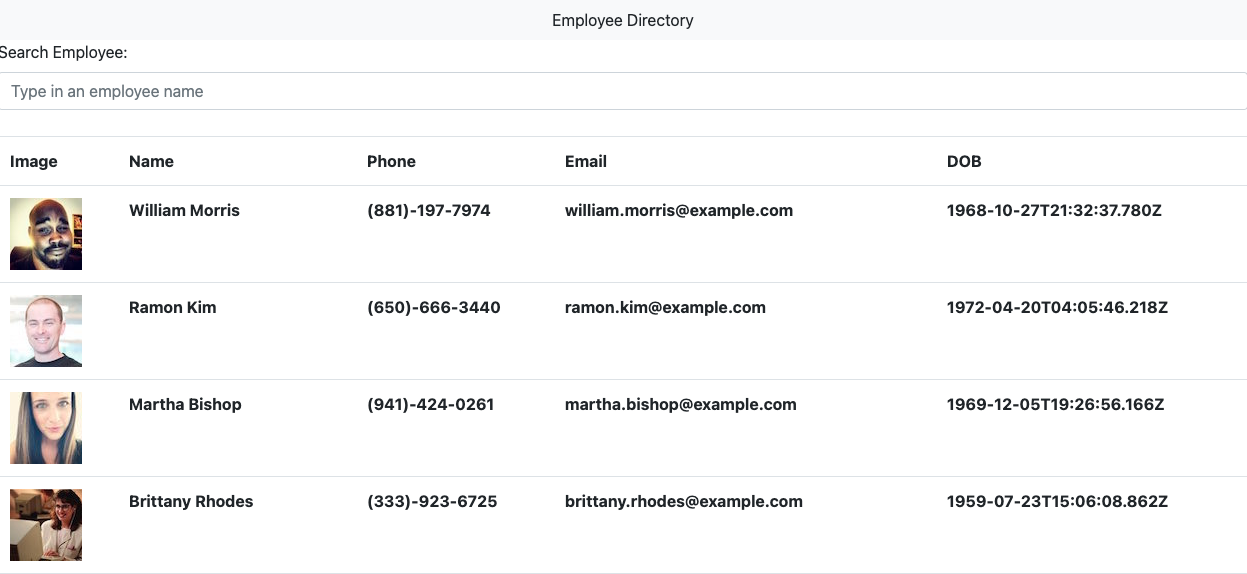 Employee Directory
Search Employee:
Type in an employee name
Image Name Phone Email DOB
William Morris (881)-197-7974 william.morris@example.com 1968-10-27T21:32:37.780Z
Ramon Kim (650)-666-3440 ramon.kim@example.com 1972-04-20T04:05:46.218Z
Martha Bishop (941)-424-0261 martha.bishop@example.com 1969-12-05T19:26:56.166Z
Brittany Rhodes (333)-923-6725 brittany.rhodes@example.com 1959-07-23T15:06:08.862Z